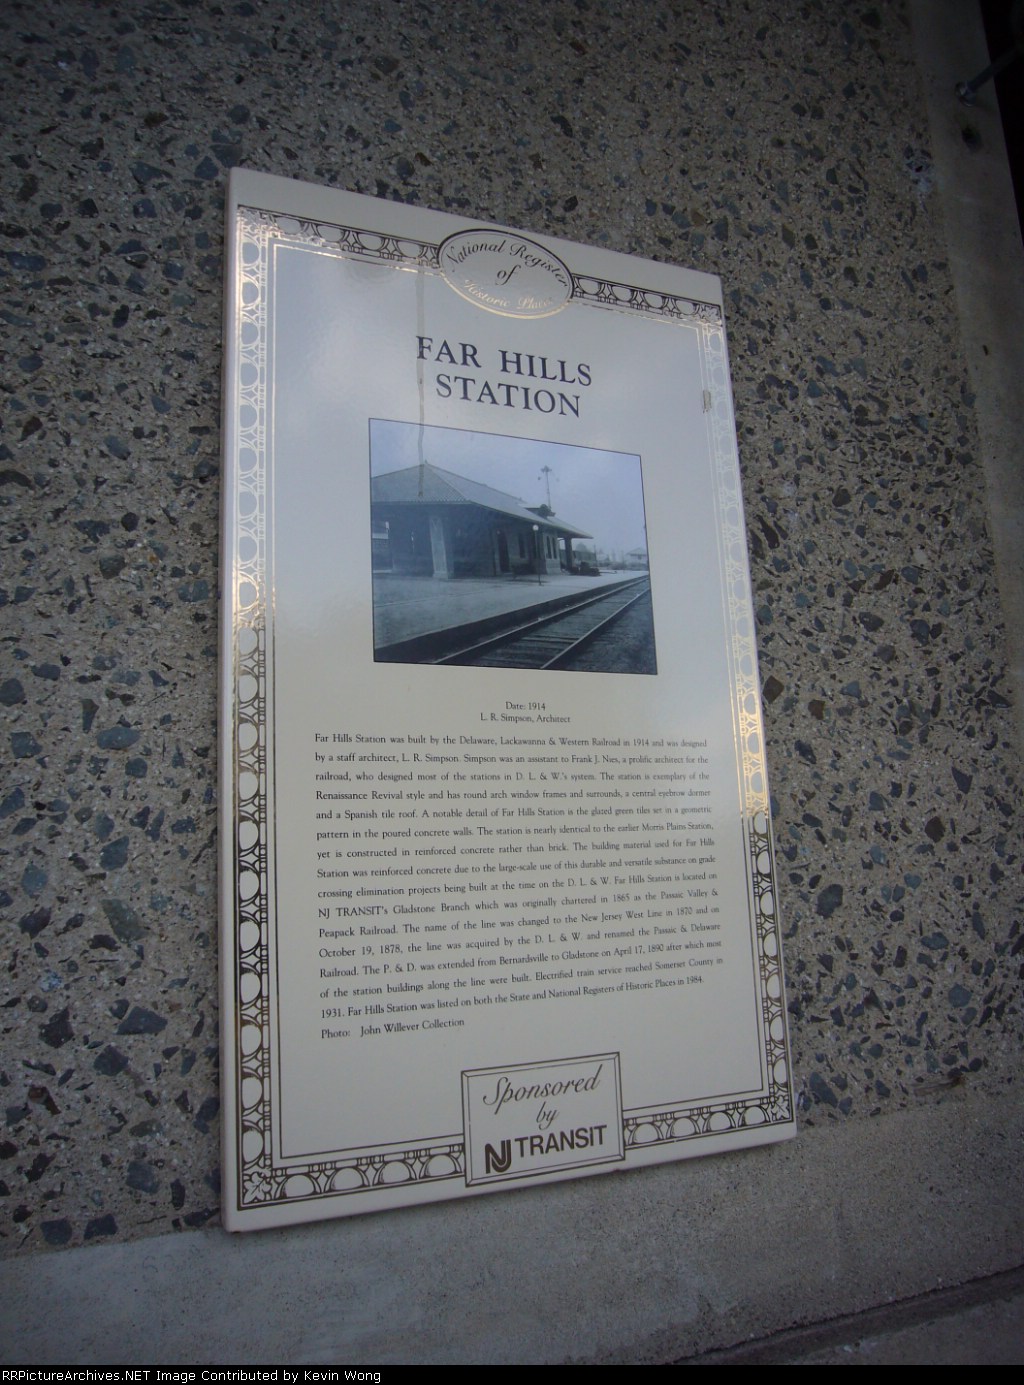 National Register
of
Historic Places
FAR HILLS
STATION
Date: 1914
L. R. Simpson, Architect
Far Hills Station was built by the Delaware, Lackawanna & Western Railroad in 1914 and was designed
by a staff architect, L. R. Simpson. Simpson was an assistant to Frank J. Nies, a prolific architect for the
railroad, who designed most of the stations in D. L. & W.'s system. The station is exemplary of the
Renaissance Revival style and has round arch window frames and surrounds, a central eyebrow dormer
and a Spanish tile roof. A notable detail of Far Hills Station is the glazed green tiles set in a geometric
pattern in the poured concrete walls. The station is nearly identical to the earlier Morris Plains Station,
yet is constructed in reinforced concrete rather than brick. The building material used for Far Hills
Station was reinforced concrete due to the large-scale use of this durable and versatile substance on grade
crossing elimination projects being built at the time on the D. L. & W. Far Hills Station is located on
NJ TRANSIT's Gladstone Branch which was originally chartered in 1865 as the Passaic Valley &
Peapack Railroad. The name of the line was changed to the New Jersey West Line in 1870 and on
October 19, 1878, the line was acquired by the D. L. & W. and renamed the Passaic & Delaware
Railroad. The P. & D. was extended from Bernardsville to Gladstone on April 17, 1890 after which most
of the station buildings along the line were built. Electrified train service reached Somerset County in
1931. Far Hills Station was listed on both the State and National Registers of Historic Places in 1984.
Photo: John Willever Collection
Sponsored
by
NJ TRANSIT
RRPictureArchives.NET Image Contributed by Kevin Wong